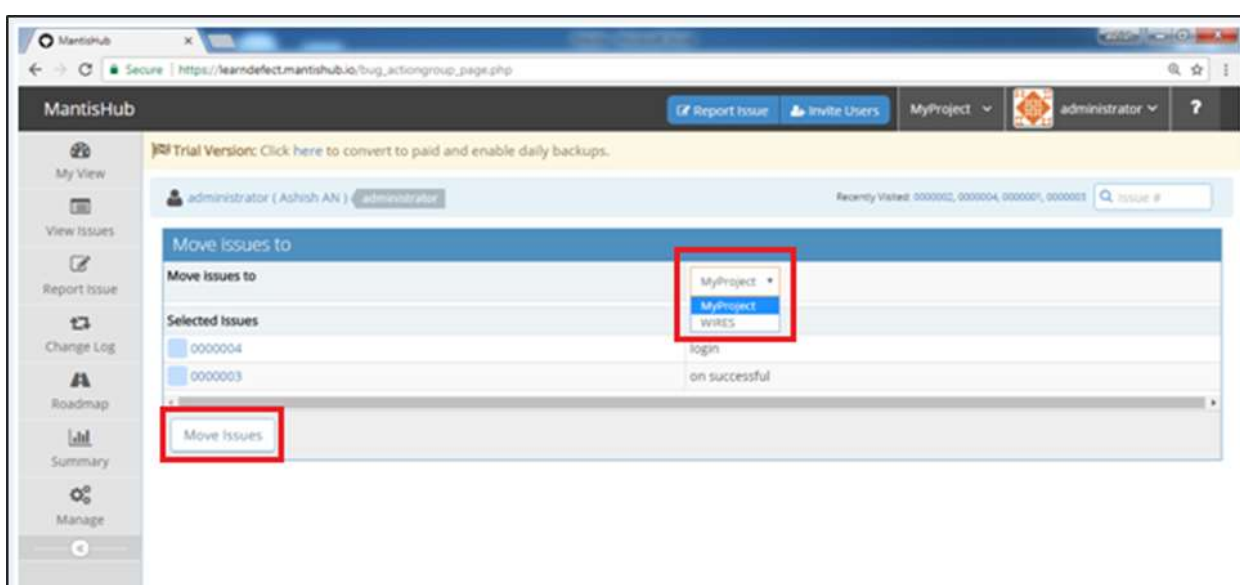 MantisHub
Secure | https://learndefect.mantishub.io/bug_actiongroup_page.php
MantisHub
Report Issue
Invite Users
MyProject
administrator
?
My View
View Issues
Report Issue
Change Log
Roadmap
Summary
Manage
Trial Version: Click here to convert to paid and enable daily backups.
administrator ( Ashish AN ) administrator
Recently Visited: 0000002, 0000004, 0000001, 0000003
Issue #
Move issues to
Move issues to
MyProject
MyProject
WIRES
Selected Issues
0000004 login
0000003 on successful
Move Issues